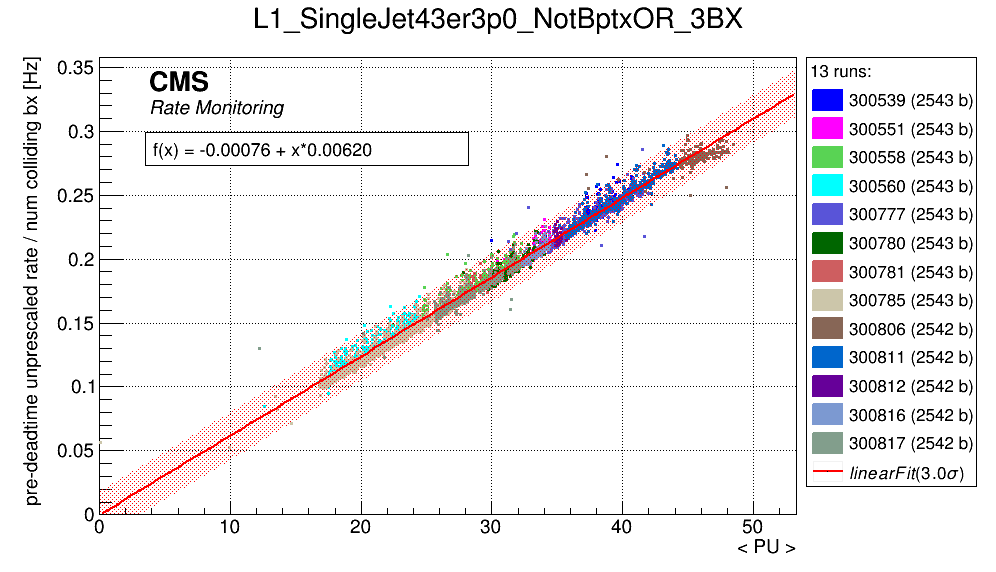 L1_SingleJet43er3p0_NotBptxOR_3BX
pre-deadtime unprescaled rate / num colliding bx [Hz]
0.35
0.3
0.25
0.2
0.15
0.1
0.05
0
CMS
Rate Monitoring
f(x) = -0.00076 + x*0.00620
0 10 20 30 40 50
< PU >
13 runs:
300539 (2543 b)
300551 (2543 b)
300558 (2543 b)
300560 (2543 b)
300777 (2543 b)
300780 (2543 b)
300781 (2543 b)
300785 (2543 b)
300806 (2542 b)
300811 (2542 b)
300812 (2542 b)
300816 (2542 b)
300817 (2542 b)
linearFit(3.0σ)